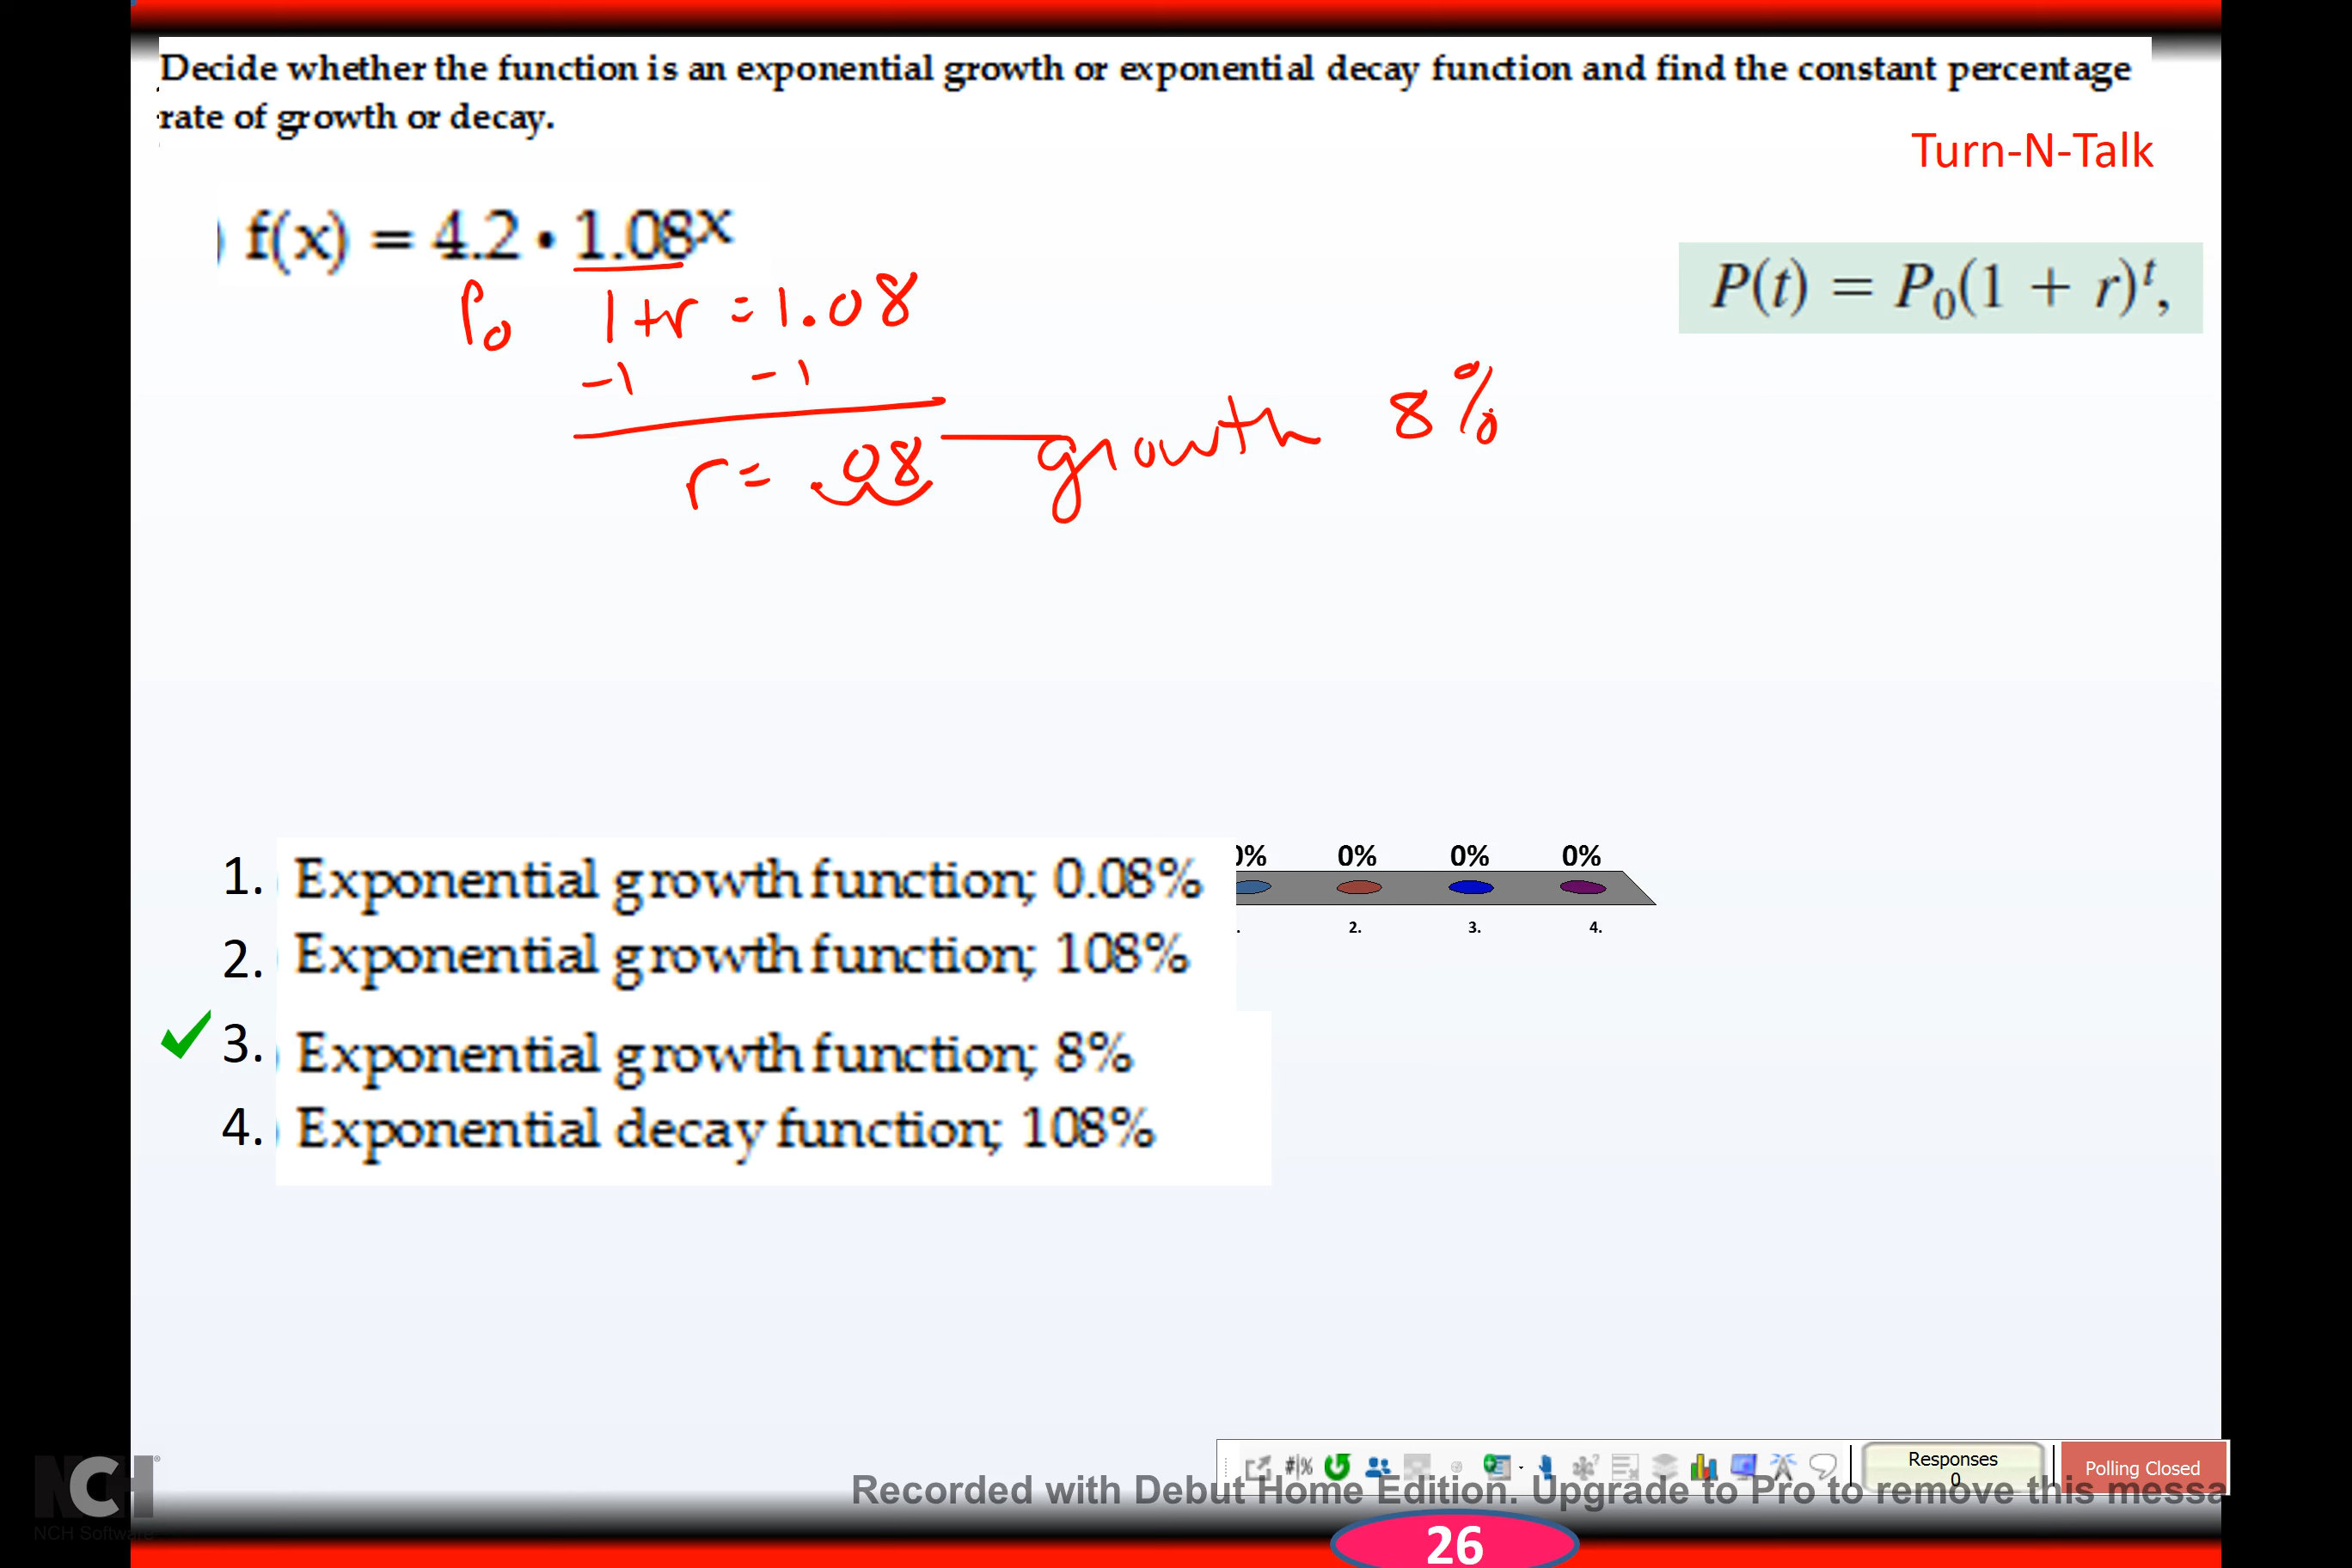 Decide whether the function is an exponential growth or exponential decay function and find the constant percentage
rate of growth or decay.
Turn-N-Talk
) f(x) = 4.2 • 1.08^x
P(t) = P₀(1 + r)^t,
P₀ 1+r = 1.08
-1 -1
r = .08 growth 8%
1. Exponential growth function; 0.08%
2. Exponential growth function; 108%
✓ 3. Exponential growth function; 8%
4. Exponential decay function; 108%
0% 0% 0% 0%
. 2. 3. 4.
#|% Responses
0
Polling Closed
Recorded with Debut Home Edition. Upgrade to Pro to remove this messa
NCH
NCH Software
26